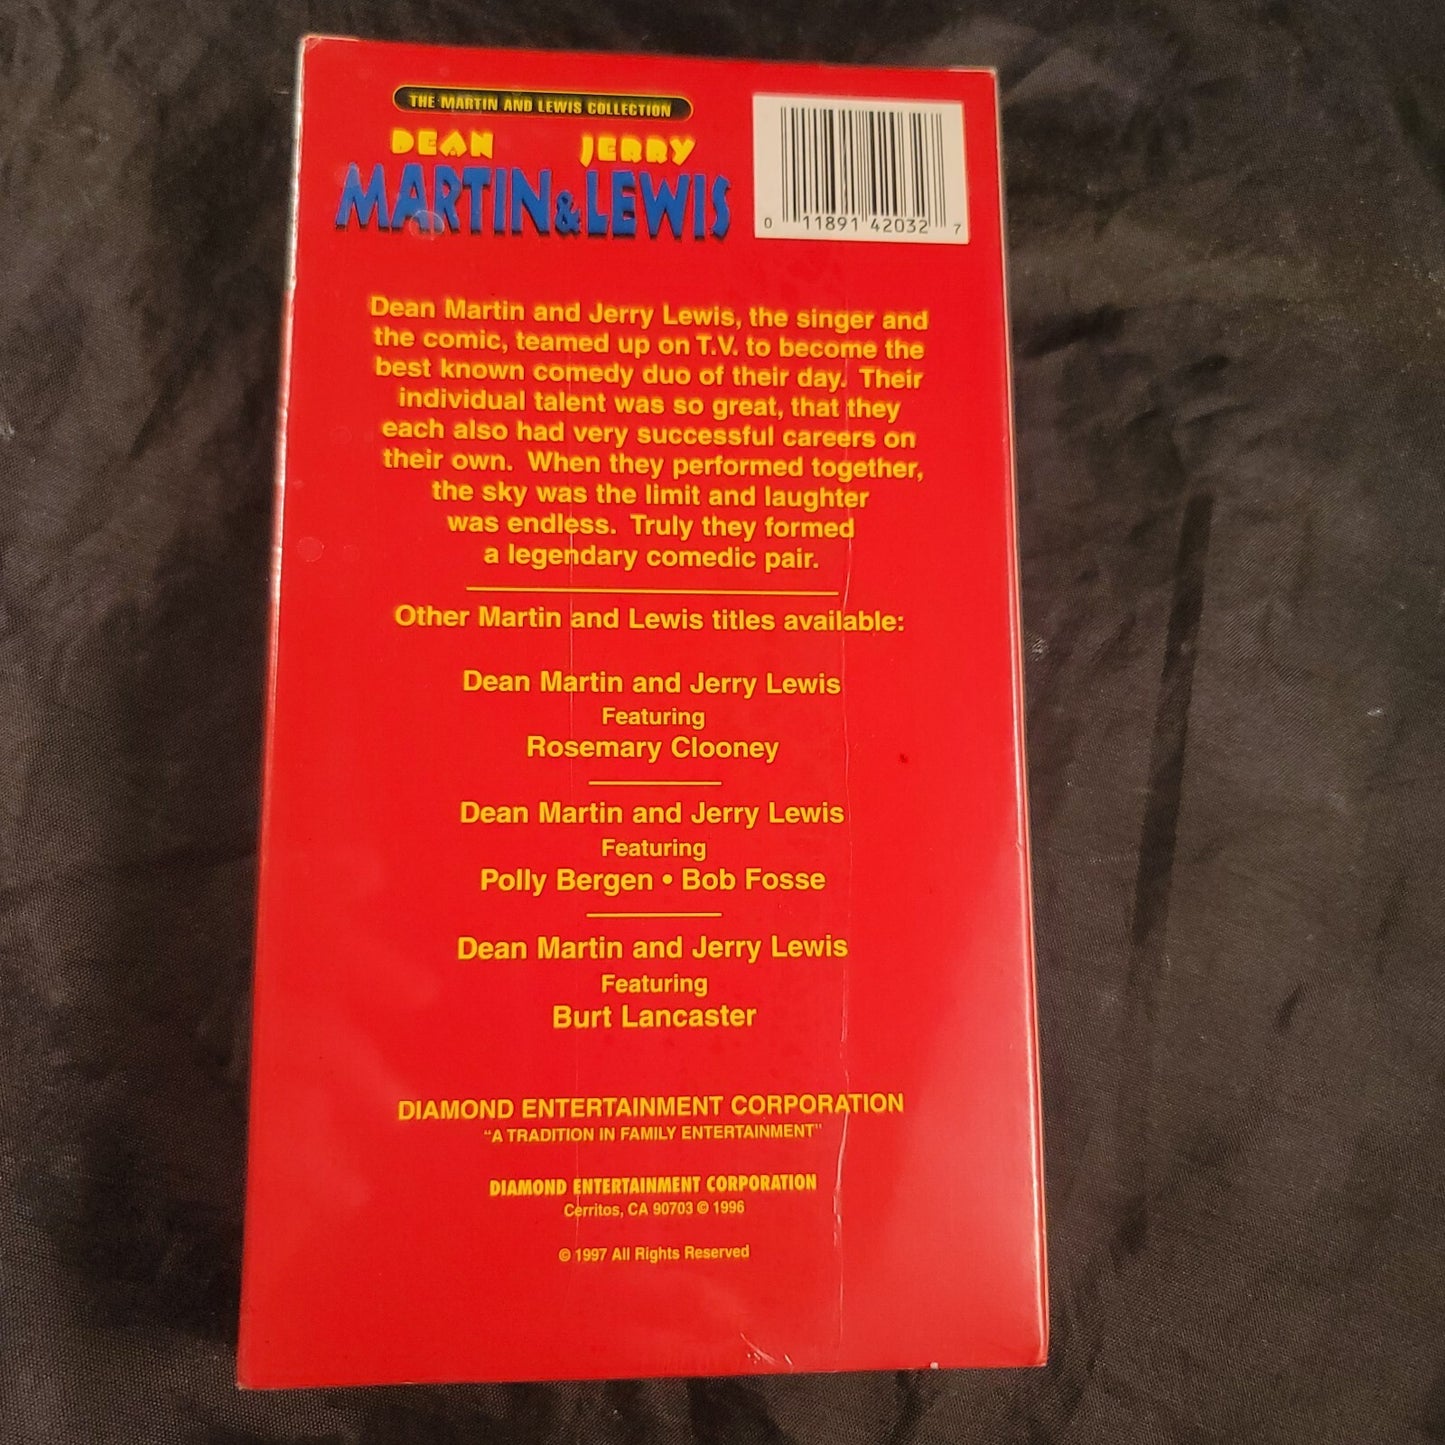 THE MARTIN AND LEWIS COLLECTION
DEAN JERRY
MARTIN & LEWIS
0 11891 42032 7
Dean Martin and Jerry Lewis, the singer and
the comic, teamed up on T.V. to become the
best known comedy duo of their day. Their
individual talent was so great, that they
each also had very successful careers on
their own. When they performed together,
the sky was the limit and laughter
was endless. Truly they formed
a legendary comedic pair.
Other Martin and Lewis titles available:
Dean Martin and Jerry Lewis
Featuring
Rosemary Clooney
Dean Martin and Jerry Lewis
Featuring
Polly Bergen • Bob Fosse
Dean Martin and Jerry Lewis
Featuring
Burt Lancaster
DIAMOND ENTERTAINMENT CORPORATION
"A TRADITION IN FAMILY ENTERTAINMENT"
DIAMOND ENTERTAINMENT CORPORATION
Cerritos, CA 90703 © 1996
© 1997 All Rights Reserved